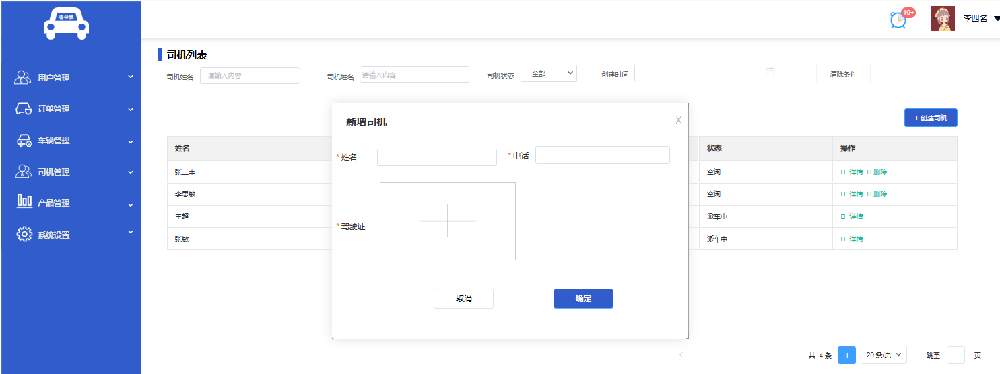 省心租
10+
李四名
用户管理
订单管理
车辆管理
司机管理
产品管理
系统设置
司机列表
司机姓名 请输入内容 司机姓名 请输入内容 司机状态 全部 创建时间 清除条件
+ 创建司机
姓名 状态 操作
张三丰 空闲 详情 删除
李思敏 空闲 详情 删除
王超 派车中 详情
张敏 派车中 详情
新增司机 X
* 姓名 * 电话
* 驾驶证
取消 确定
共 4 条 1 20 条/页 跳至 页